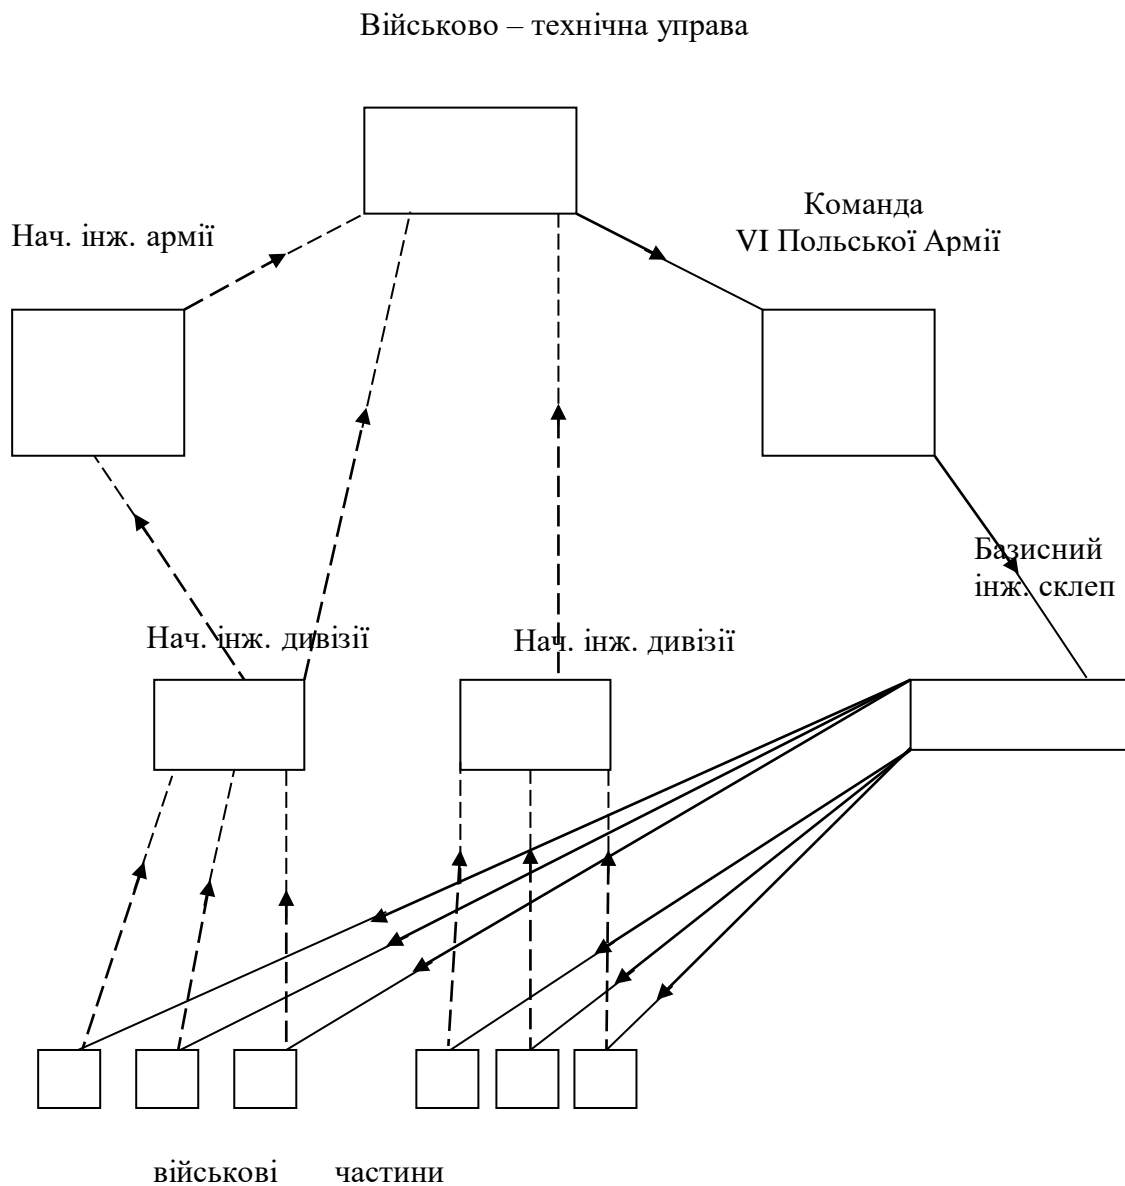 Військово – технічна управа
Команда
VI Польської Армії
Нач. інж. армії
Базисний
інж. склеп
Нач. інж. дивізії
Нач. інж. дивізії
військові частини